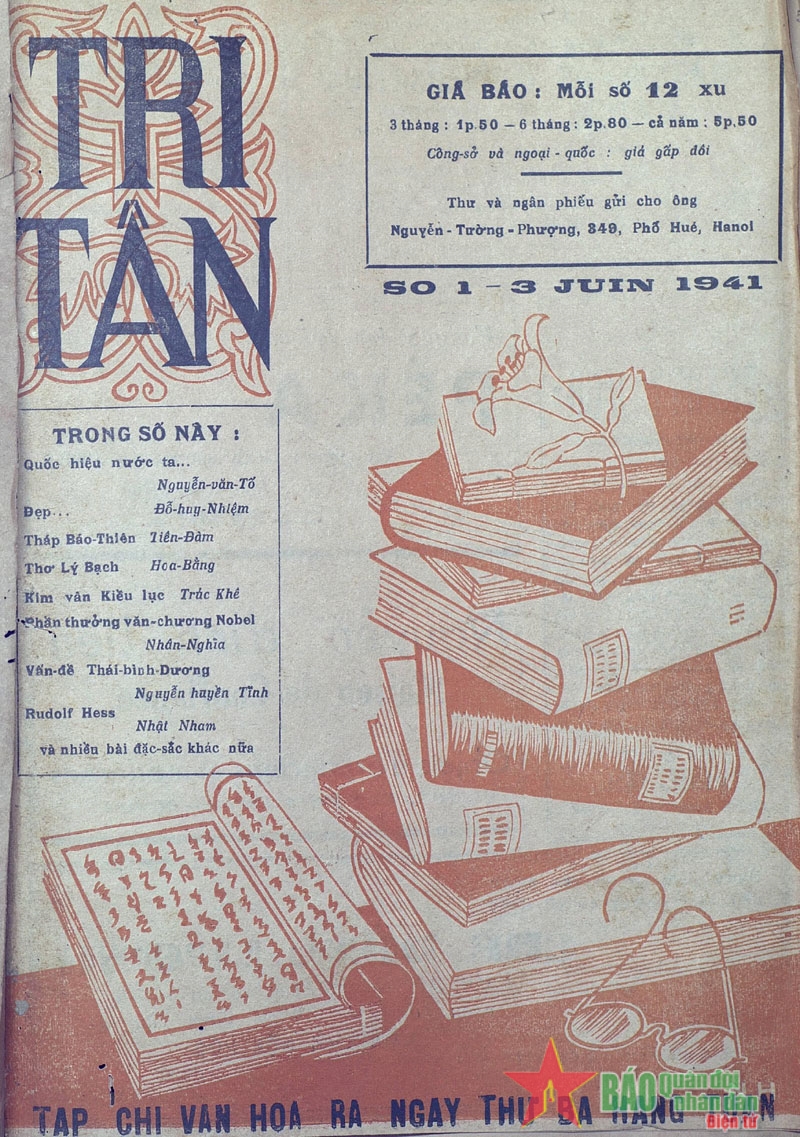 TRI
TÂN
GIÁ BÁO : Mỗi số 12 xu
3 tháng : 1p.50 — 6 tháng : 2p.80 — cả năm : 5p.50
Công-sở và ngoại-quốc : giá gấp đôi
Thư và ngân phiếu gửi cho ông
Nguyễn-Tường-Phượng, 349, Phố Huế, Hanoi
SO 1 – 3 JUIN 1941
TRONG SỐ NÀY :
Quốc hiệu nước ta...
Nguyễn-văn-Tố
Đẹp... Đỗ-huy-Nhiệm
Tháp Báo-Thiên Tiên-Đàm
Thơ Lý Bạch Hoa-Bằng
Kim vân Kiều lục Trúc Khê
Phần thưởng văn-chương Nobel
Nhân-Nghĩa
Vấn-đề Thái-bình-Dương
Nguyễn huyền Tĩnh
Rudolf Hess
Nhật Nham
và nhiều bài đặc-sắc khác nữa
BÁO Quân đội
nhân dân
Điện tử
TAP CHI VAN HOA RA NGAY THU BA HANG TUAN